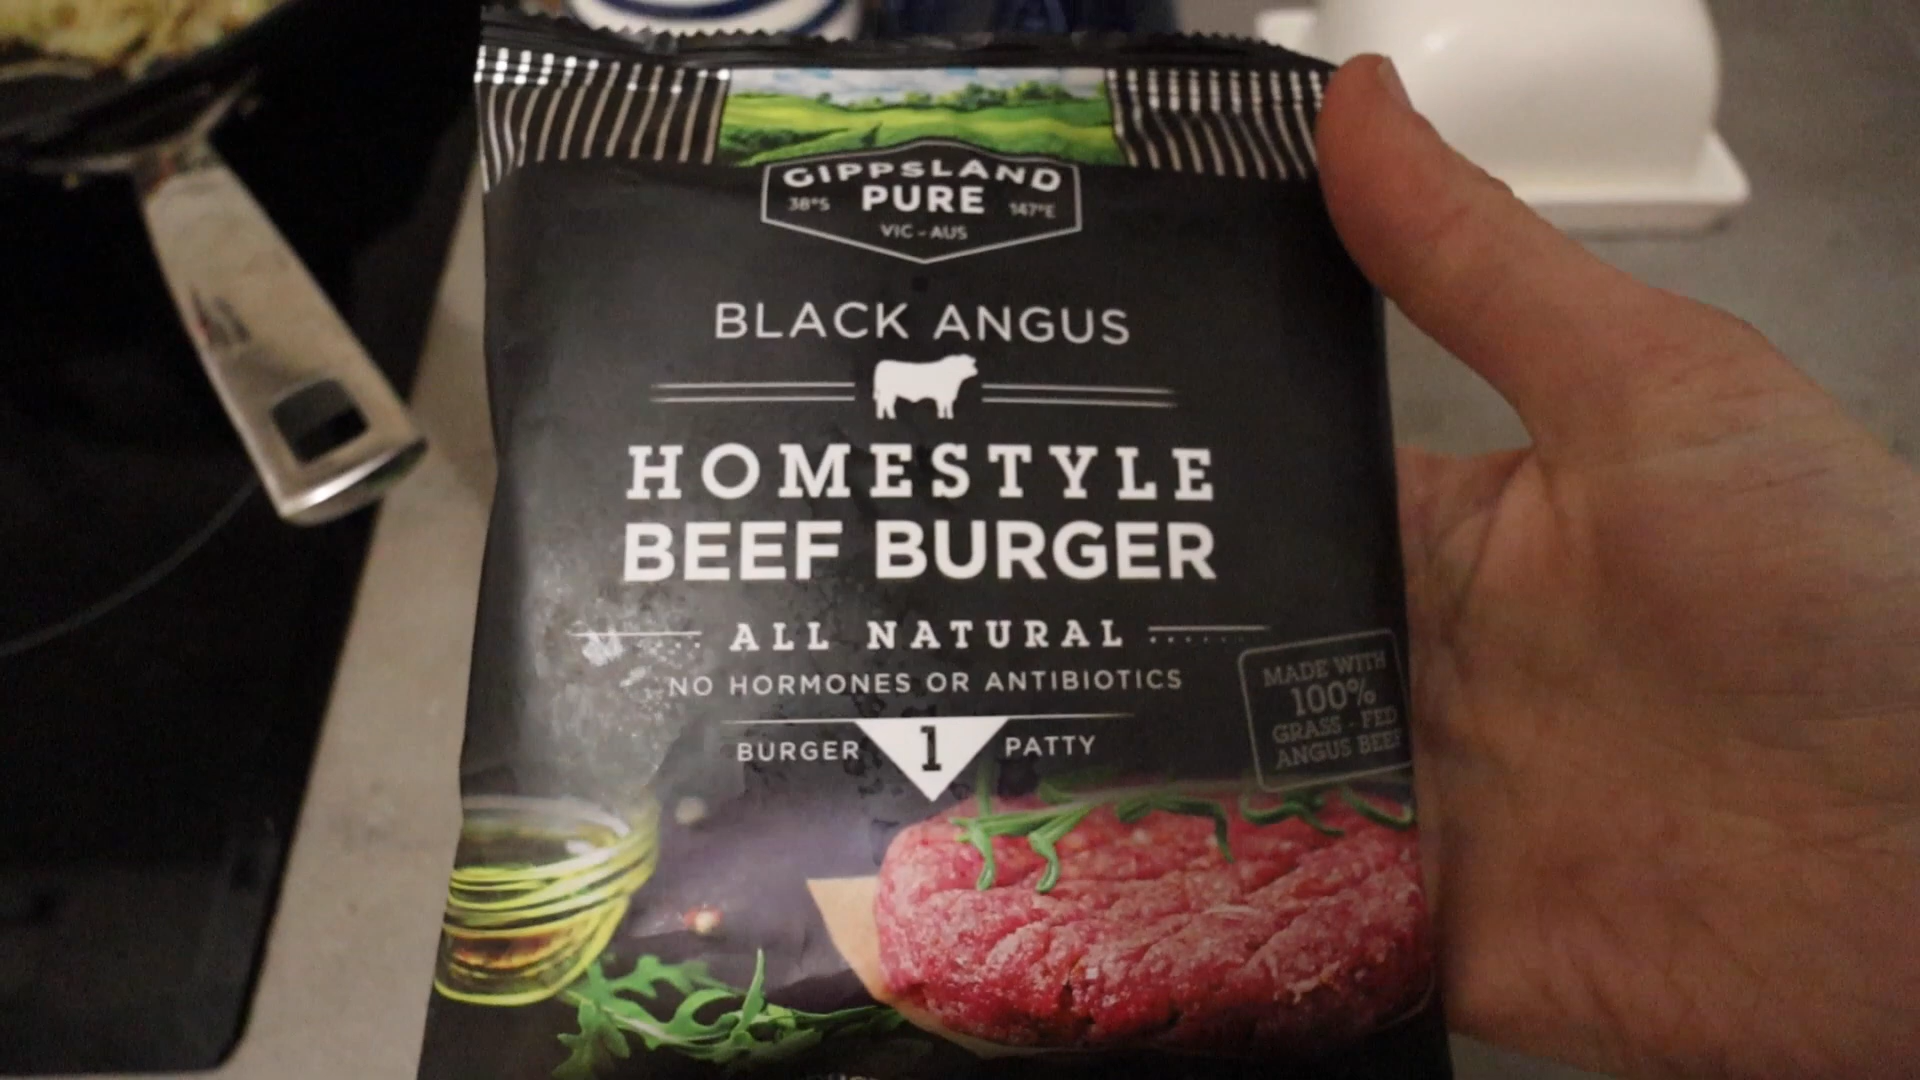 GIPPSLAND
38°S PURE 147°E
VIC - AUS
BLACK ANGUS
HOMESTYLE
BEEF BURGER
ALL NATURAL
NO HORMONES OR ANTIBIOTICS
BURGER 1 PATTY
MADE WITH
100%
GRASS - FED
ANGUS BEEF